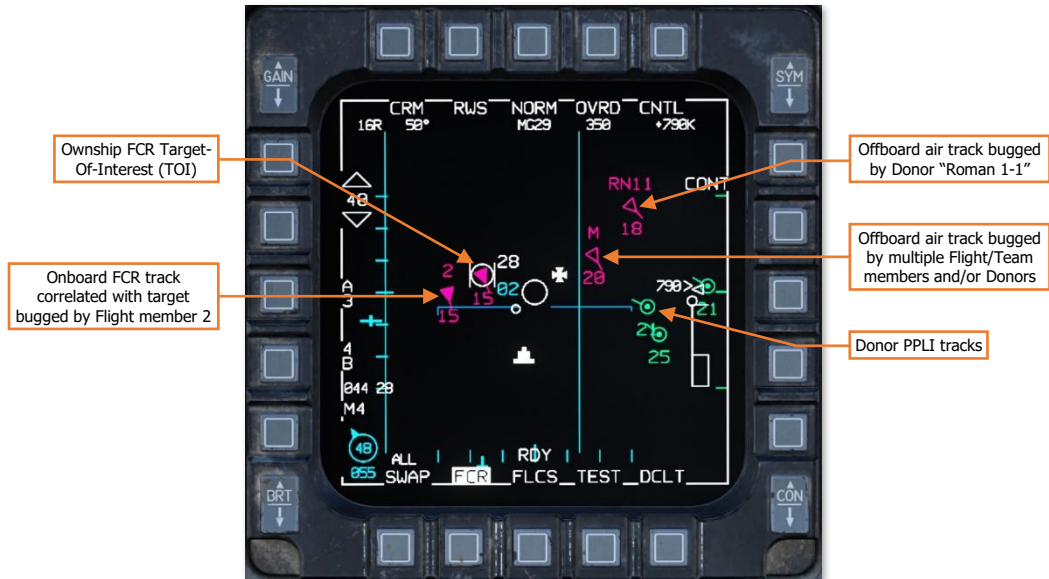 GAIN
SYM
CRM RWS NORM OVRD CNTL
16R 50° MG29 350 +790K
Ownship FCR Target-
Of-Interest (TOI)
Offboard air track bugged
by Donor “Roman 1-1”
RN11
CONT
40
18
M
Offboard air track bugged
by multiple Flight/Team
members and/or Donors
20
Onboard FCR track
correlated with target
bugged by Flight member 2
2
28
02
15
15
A
3
790>
21
24
25
Donor PPLI tracks
4
B
044 28
M4
48
055
ALL
RDY
SWAP FCR FLCS TEST DCLT
BRT
CON